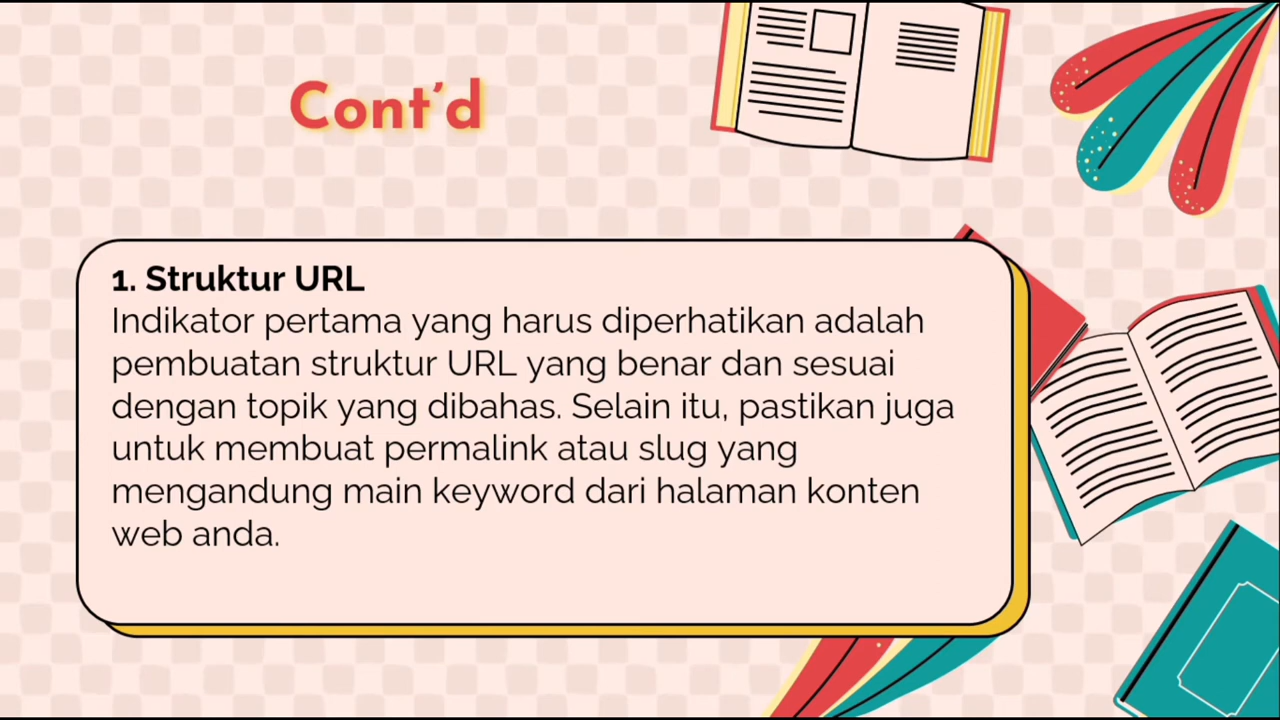 Cont'd
1. Struktur URL
Indikator pertama yang harus diperhatikan adalah
pembuatan struktur URL yang benar dan sesuai
dengan topik yang dibahas. Selain itu, pastikan juga
untuk membuat permalink atau slug yang
mengandung main keyword dari halaman konten
web anda.